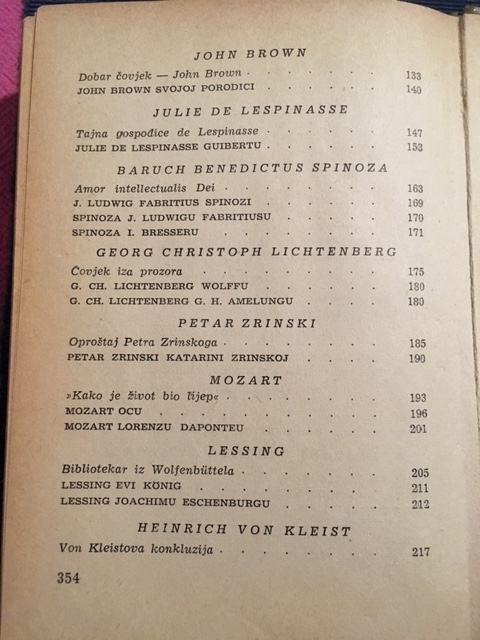 JOHN BROWN
Dobar čovjek — John Brown . . . . . . 133
JOHN BROWN SVOJOJ PORODICI . . . . . 140
JULIE DE LESPINASSE
Tajna gospođice de Lespinasse . . . . . 147
JULIE DE LESPINASSE GUIBERTU . . . . . 153
BARUCH BENEDICTUS SPINOZA
Amor intellectualis Dei . . . . . . . 163
J. LUDWIG FABRITIUS SPINOZI . . . . . 169
SPINOZA J. LUDWIGU FABRITIUSU . . . . . 170
SPINOZA I. BRESSERU . . . . . . . 171
GEORG CHRISTOPH LICHTENBERG
Čovjek iza prozora . . . . . . . . 175
G. CH. LICHTENBERG WOLFFU . . . . . 180
G. CH. LICHTENBERG G. H. AMELUNGU . . . . 180
PETAR ZRINSKI
Oproštaj Petra Zrinskoga . . . . . . 185
PETAR ZRINSKI KATARINI ZRINSKOJ . . . . 190
MOZART
»Kako je život bio lijep« . . . . . . . 193
MOZART OCU . . . . . . . . . 196
MOZART LORENZU DAPONTEU . . . . . . 201
LESSING
Bibliotekar iz Wolfenbüttela . . . . . . 205
LESSING EVI KÖNIG . . . . . . . . 211
LESSING JOACHIMU ESCHENBURGU . . . . 212
HEINRICH VON KLEIST
Von Kleistova konkluzija . . . . . . 217
354